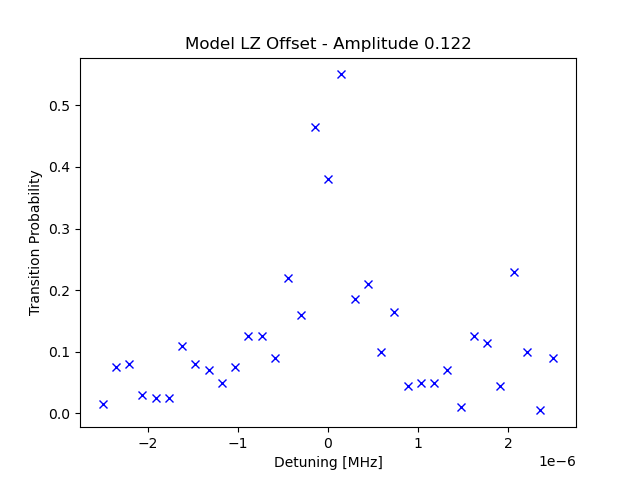 Model LZ Offset - Amplitude 0.122
Transition Probability
0.5
0.4
0.3
0.2
0.1
0.0
−2
−1
0
1
2
1e−6
Detuning [MHz]